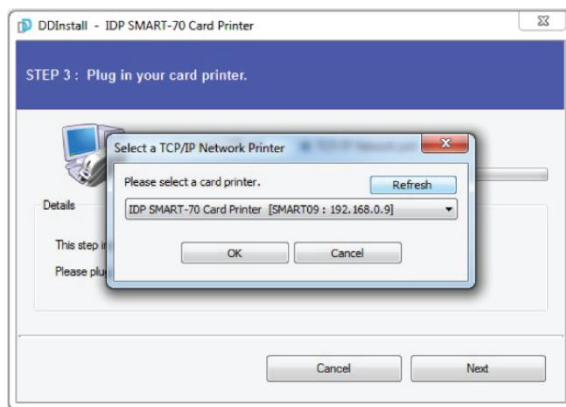 DDInstall - IDP SMART-70 Card Printer
STEP 3 : Plug in your card printer.
Select a TCP/IP Network Printer
Please select a card printer.
Refresh
IDP SMART-70 Card Printer [SMART09 : 192.168.0.9]
OK Cancel
Details
This step
Please
Cancel Next